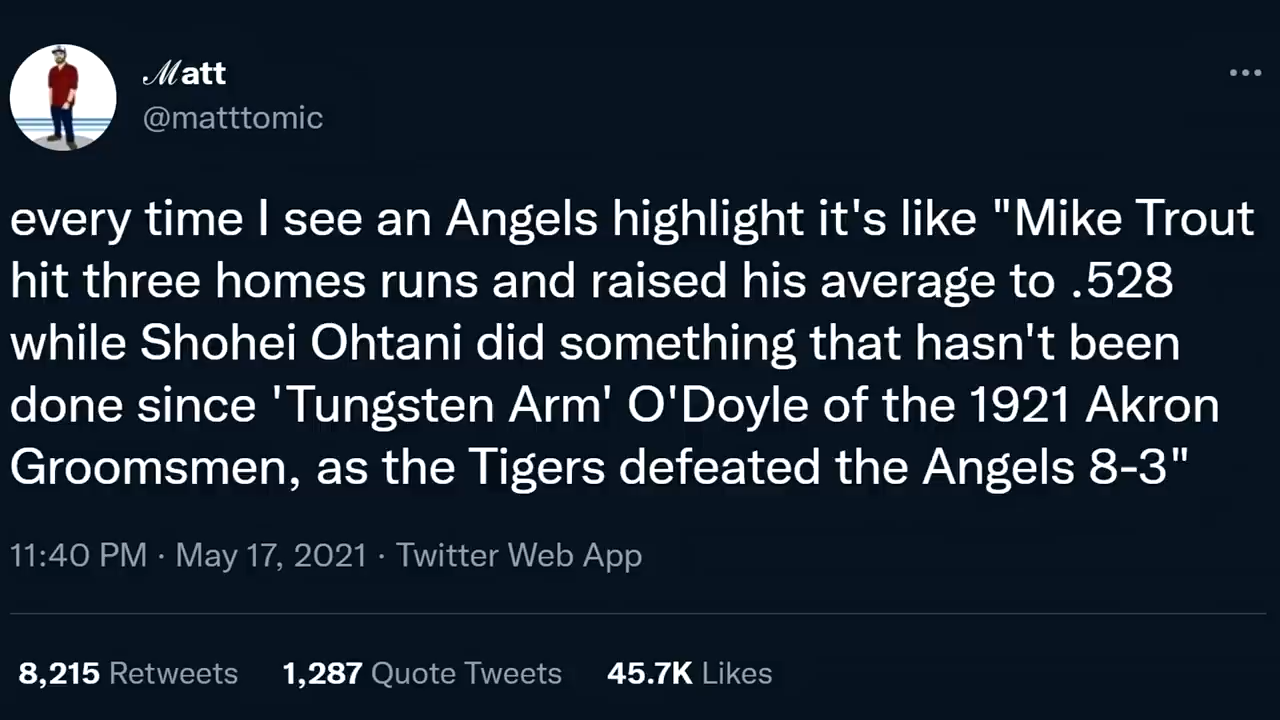 ℳatt
@matttomic
every time I see an Angels highlight it's like "Mike Trout
hit three homes runs and raised his average to .528
while Shohei Ohtani did something that hasn't been
done since 'Tungsten Arm' O'Doyle of the 1921 Akron
Groomsmen, as the Tigers defeated the Angels 8-3"
11:40 PM · May 17, 2021 · Twitter Web App
8,215 Retweets 1,287 Quote Tweets 45.7K Likes